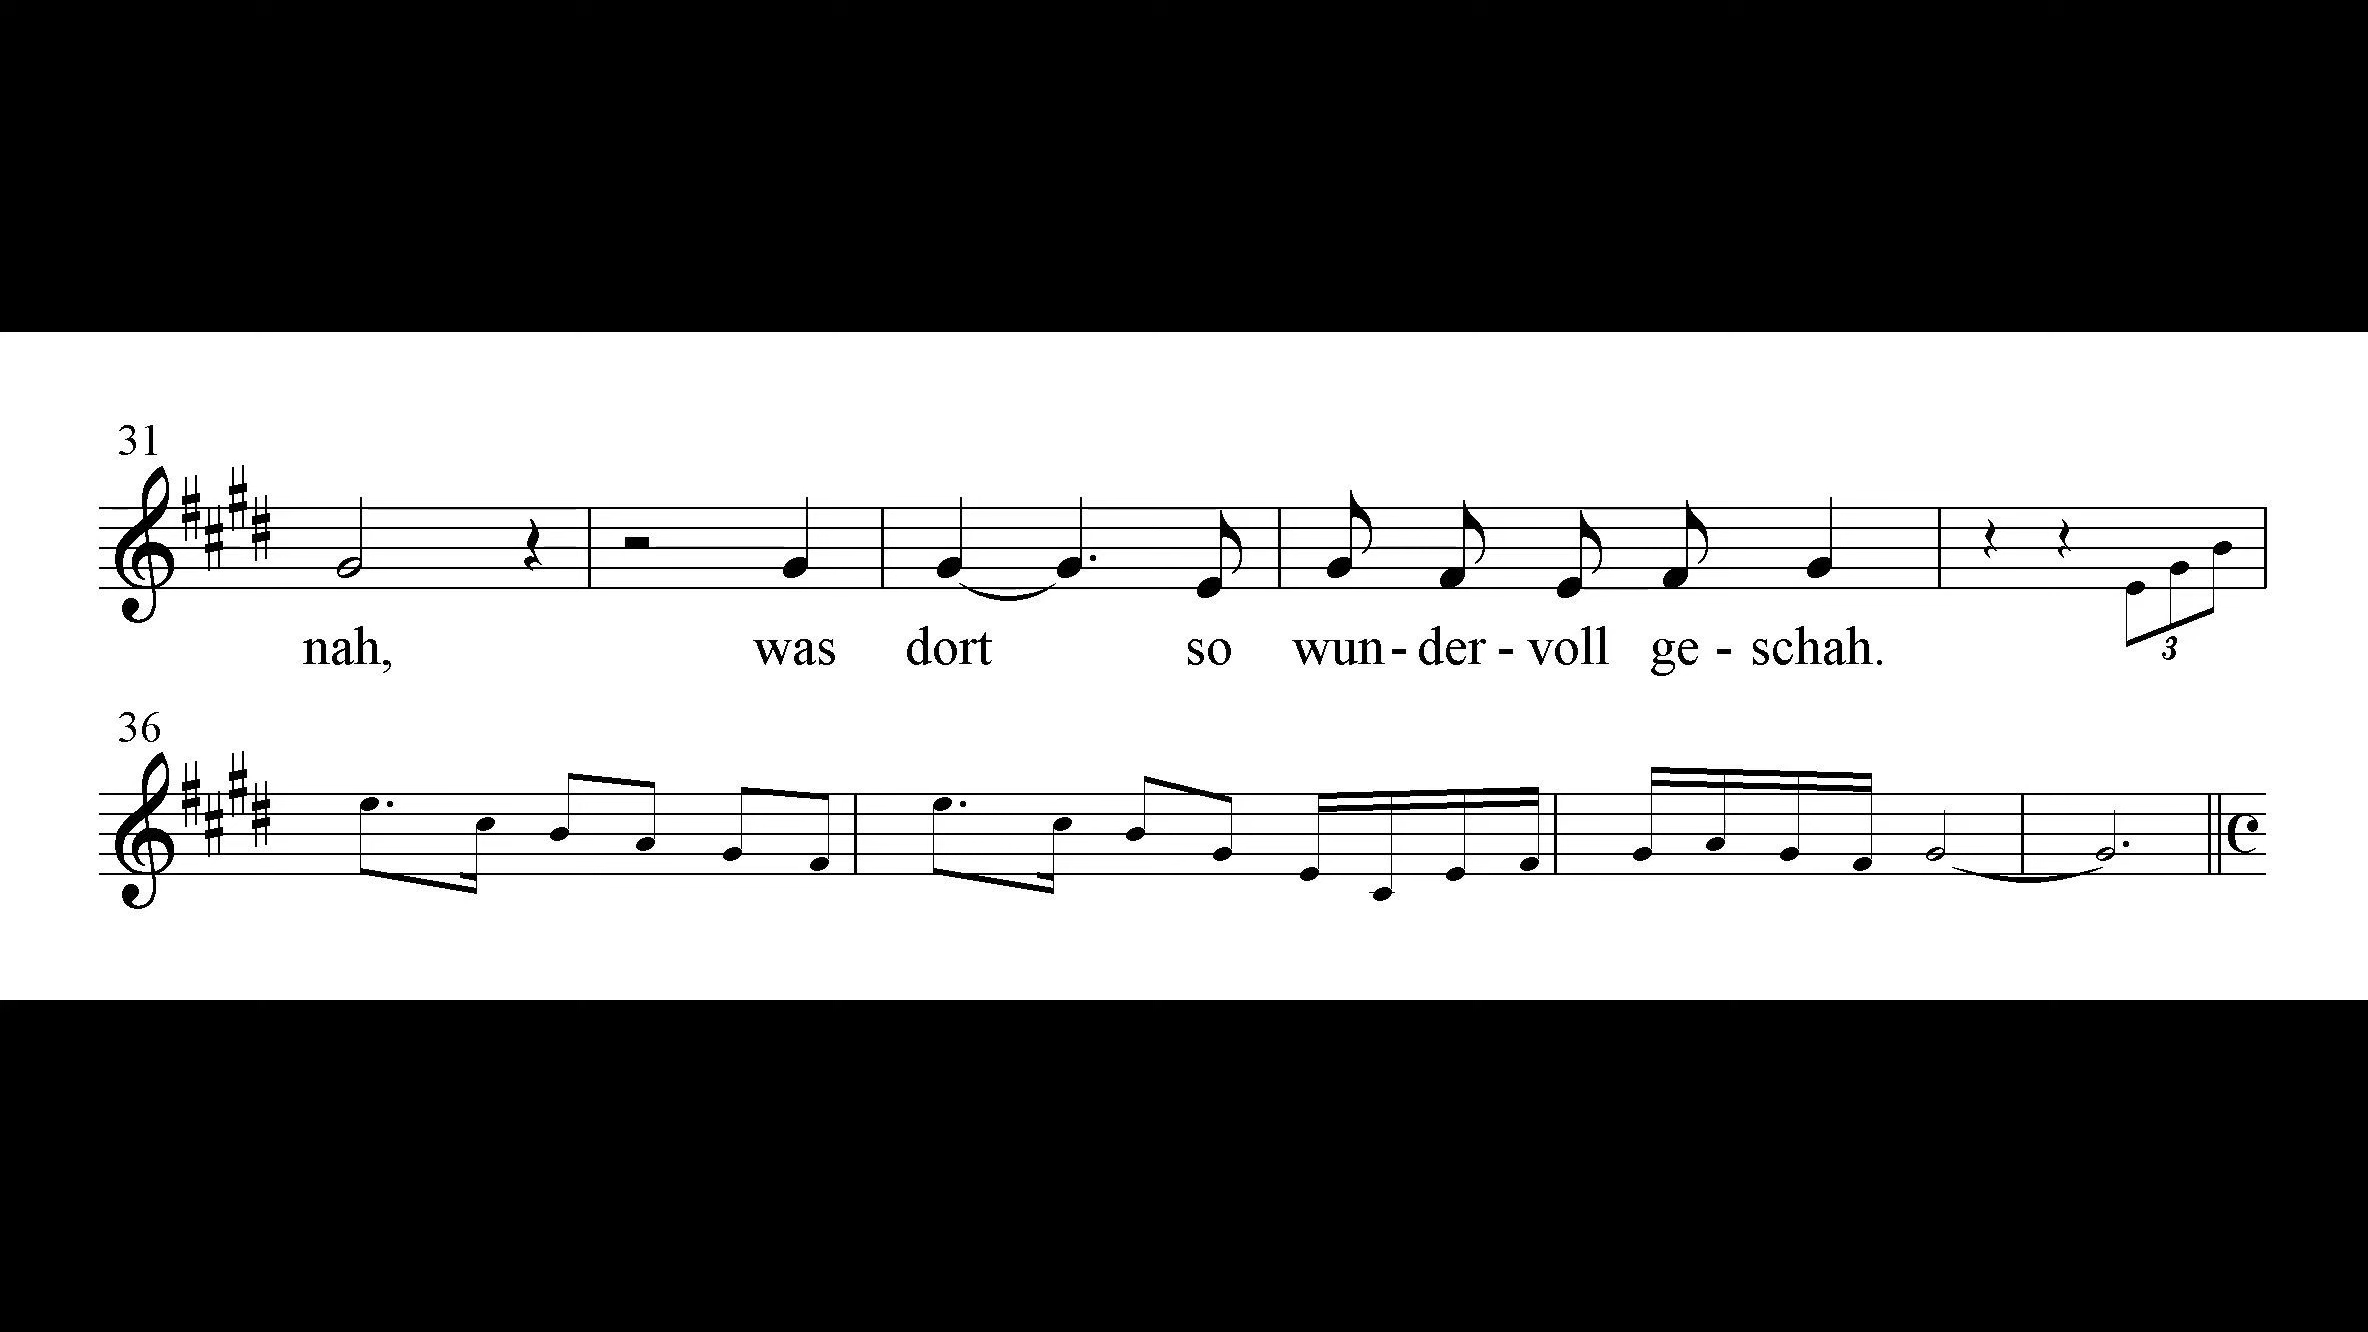 31
nah, was dort so wun - der - voll ge - schah.
3
36